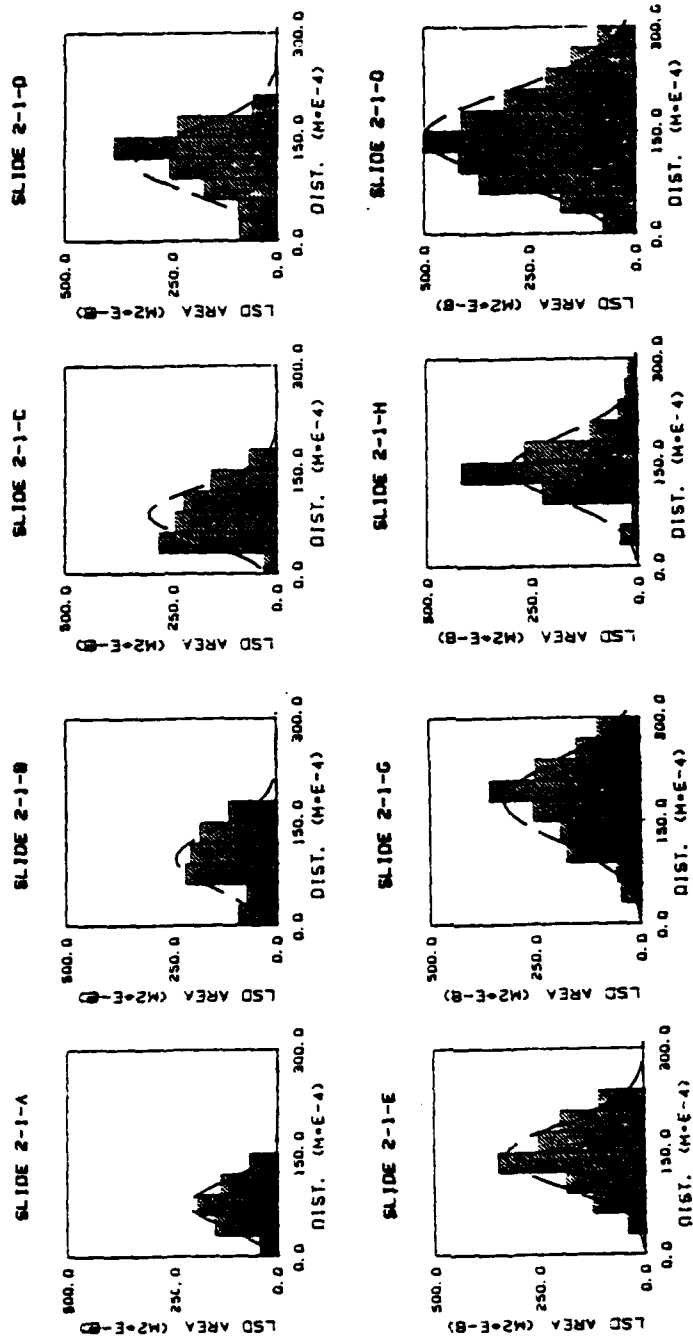 SLIDE 2-1-A
500.0
250.0
0.0
LSD AREA (M2*E-8)
0.0 150.0 300.0
DIST. (M*E-4)
SLIDE 2-1-B
500.0
250.0
0.0
LSD AREA (M2*E-8)
0.0 150.0 300.0
DIST. (M*E-4)
SLIDE 2-1-C
500.0
250.0
0.0
LSD AREA (M2*E-8)
0.0 150.0 300.0
DIST. (M*E-4)
SLIDE 2-1-D
500.0
250.0
0.0
LSD AREA (M2*E-8)
0.0 150.0 300.0
DIST. (M*E-4)
SLIDE 2-1-E
500.0
250.0
0.0
LSD AREA (M2*E-8)
0.0 150.0 300.0
DIST. (M*E-4)
SLIDE 2-1-G
500.0
250.0
0.0
LSD AREA (M2*E-8)
0.0 150.0 300.0
DIST. (M*E-4)
SLIDE 2-1-H
500.0
250.0
0.0
LSD AREA (M2*E-8)
0.0 150.0 300.0
DIST. (M*E-4)
SLIDE 2-1-O
500.0
250.0
0.0
LSD AREA (M2*E-8)
0.0 150.0 300.0
DIST. (M*E-4)